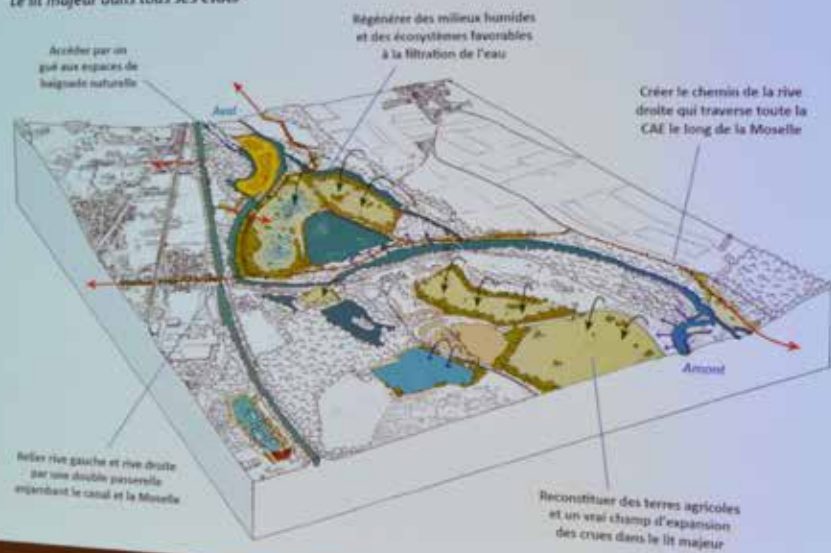 Le lit majeur dans tous ses états
Régénérer des milieux humides
et des écosystèmes favorables
à la filtration de l'eau
Accéder par un
gué aux espaces de
baignade naturelle
Créer le chemin de la rive
droite qui traverse toute la
CAE le long de la Moselle
Aval
Amont
Relier rive gauche et rive droite
par une double passerelle
enjambant le canal et la Moselle
Reconstituer des terres agricoles
et un vrai champ d'expansion
des crues dans le lit majeur